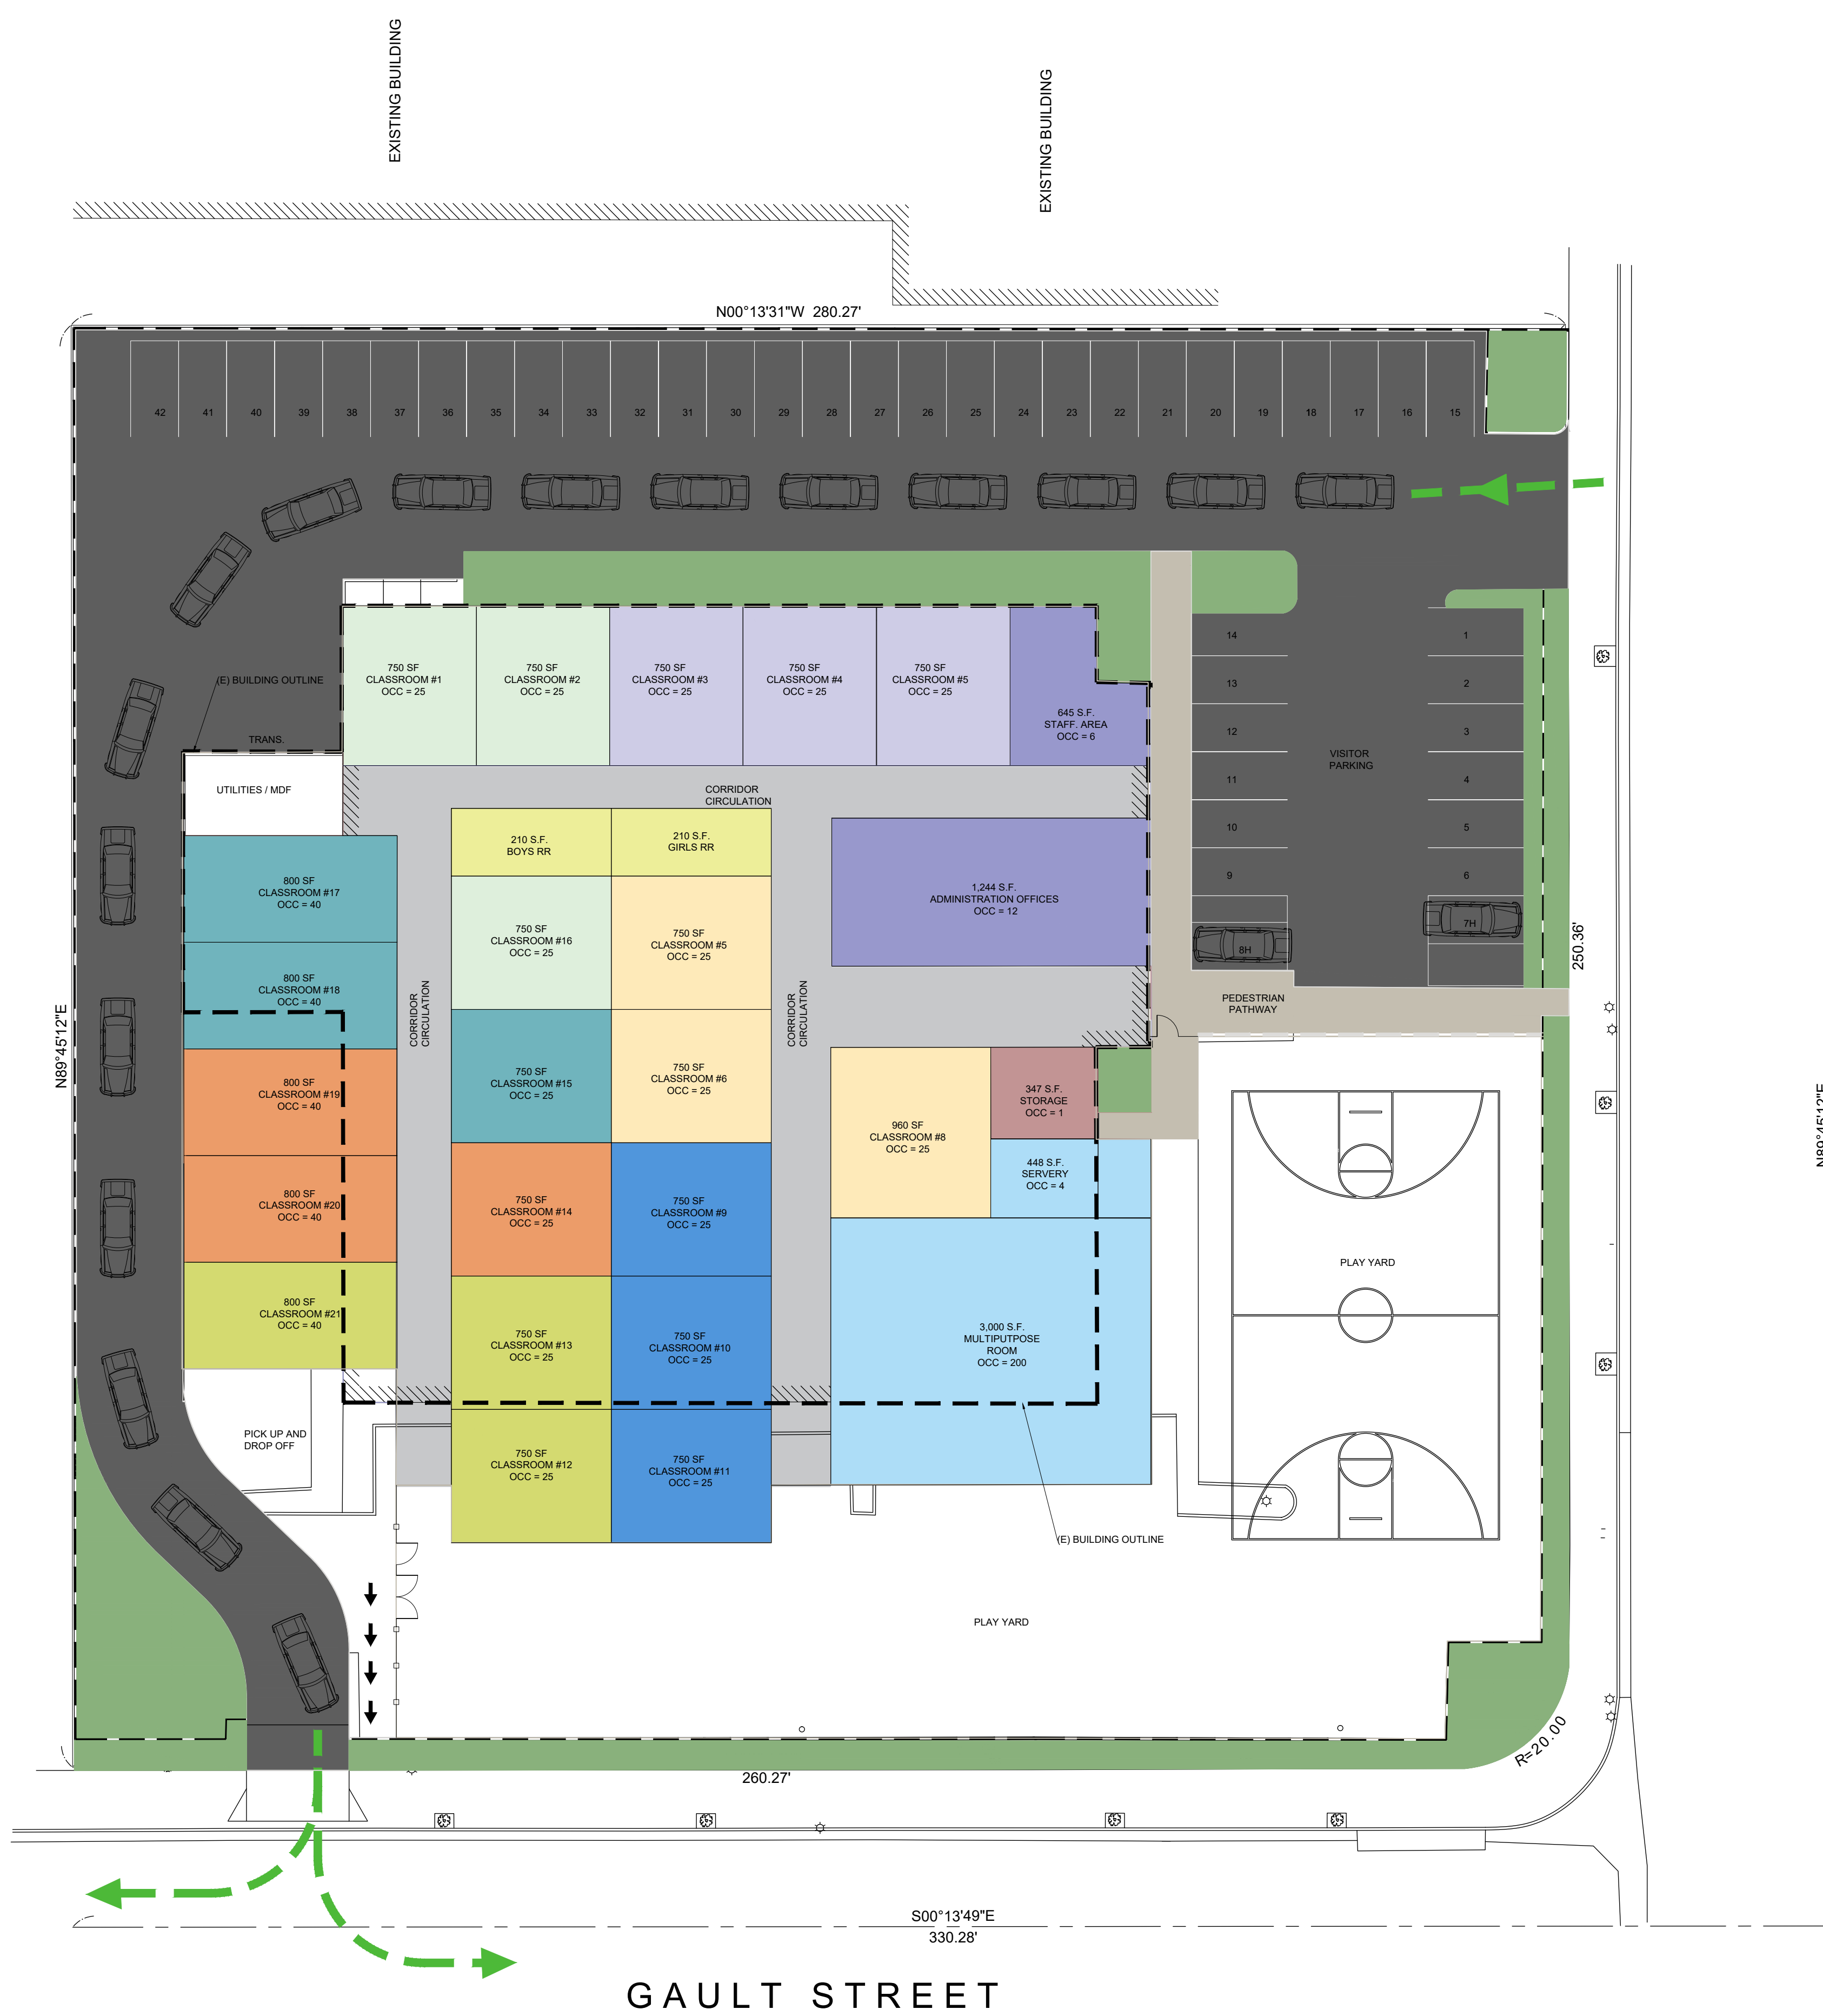 EXISTING BUILDING
EXISTING BUILDING
N00°13'31"W 280.27'
42 41 40 39 38 37 36 35 34 33 32 31 30 29 28 27 26 25 24 23 22 21 20 19 18 17 16 15
(E) BUILDING OUTLINE
TRANS.
UTILITIES / MDF
750 SF
CLASSROOM #1
OCC = 25
750 SF
CLASSROOM #2
OCC = 25
750 SF
CLASSROOM #3
OCC = 25
750 SF
CLASSROOM #4
OCC = 25
750 SF
CLASSROOM #5
OCC = 25
645 S.F.
STAFF. AREA
OCC = 6
14
13
12
11
10
9
8H
VISITOR
PARKING
1
2
3
4
5
6
7H
CORRIDOR
CIRCULATION
210 S.F.
BOYS RR
210 S.F.
GIRLS RR
1,244 S.F.
ADMINISTRATION OFFICES
OCC = 12
800 SF
CLASSROOM #17
OCC = 40
800 SF
CLASSROOM #18
OCC = 40
800 SF
CLASSROOM #19
OCC = 40
800 SF
CLASSROOM #20
OCC = 40
800 SF
CLASSROOM #21
OCC = 40
CORRIDOR
CIRCULATION
750 SF
CLASSROOM #16
OCC = 25
750 SF
CLASSROOM #5
OCC = 25
750 SF
CLASSROOM #15
OCC = 25
750 SF
CLASSROOM #6
OCC = 25
750 SF
CLASSROOM #14
OCC = 25
750 SF
CLASSROOM #9
OCC = 25
750 SF
CLASSROOM #13
OCC = 25
750 SF
CLASSROOM #10
OCC = 25
750 SF
CLASSROOM #12
OCC = 25
750 SF
CLASSROOM #11
OCC = 25
CORRIDOR
CIRCULATION
PEDESTRIAN
PATHWAY
960 SF
CLASSROOM #8
OCC = 25
347 S.F.
STORAGE
OCC = 1
448 S.F.
SERVERY
OCC = 4
3,000 S.F.
MULTIPUTPOSE
ROOM
OCC = 200
PLAY YARD
PICK UP AND
DROP OFF
(E) BUILDING OUTLINE
PLAY YARD
N89°45'12"E
250.36'
N89°45'12"E
R=20.00
260.27'
S00°13'49"E
330.28'
GAULT STREET